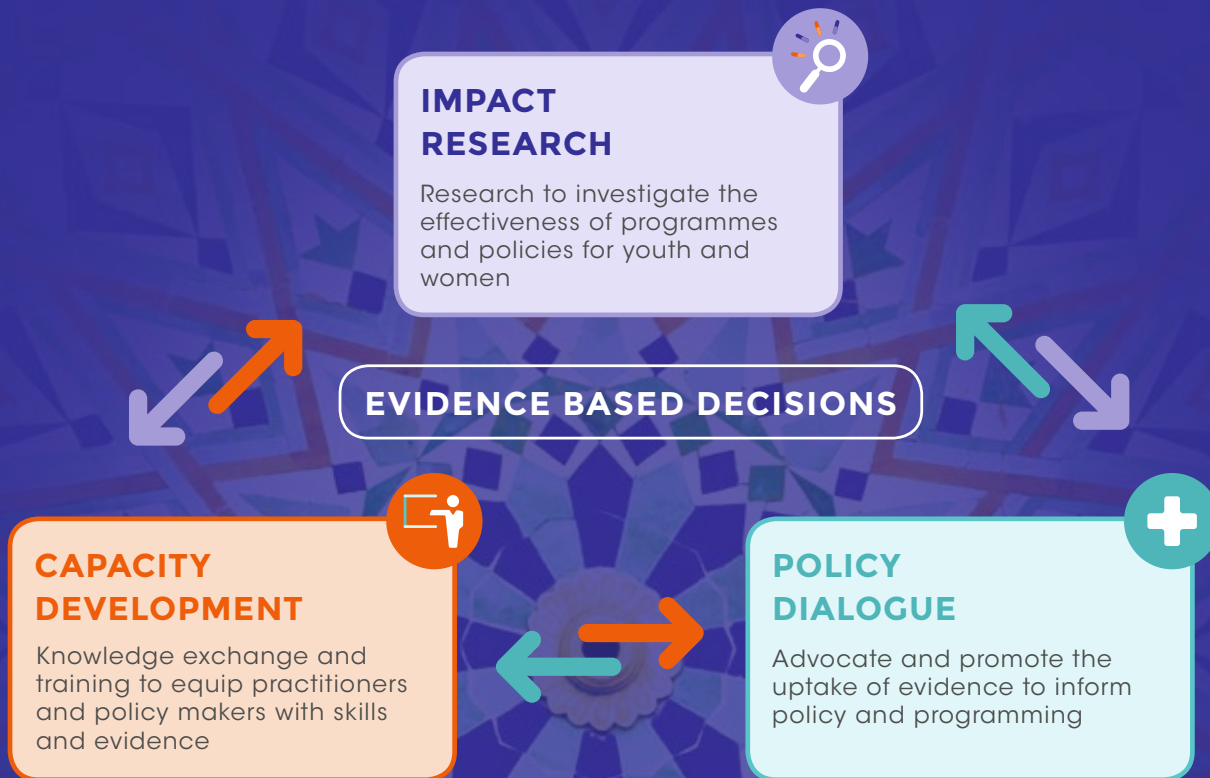 IMPACT
RESEARCH
Research to investigate the
effectiveness of programmes
and policies for youth and
women
EVIDENCE BASED DECISIONS
CAPACITY
DEVELOPMENT
Knowledge exchange and
training to equip practitioners
and policy makers with skills
and evidence
POLICY
DIALOGUE
Advocate and promote the
uptake of evidence to inform
policy and programming